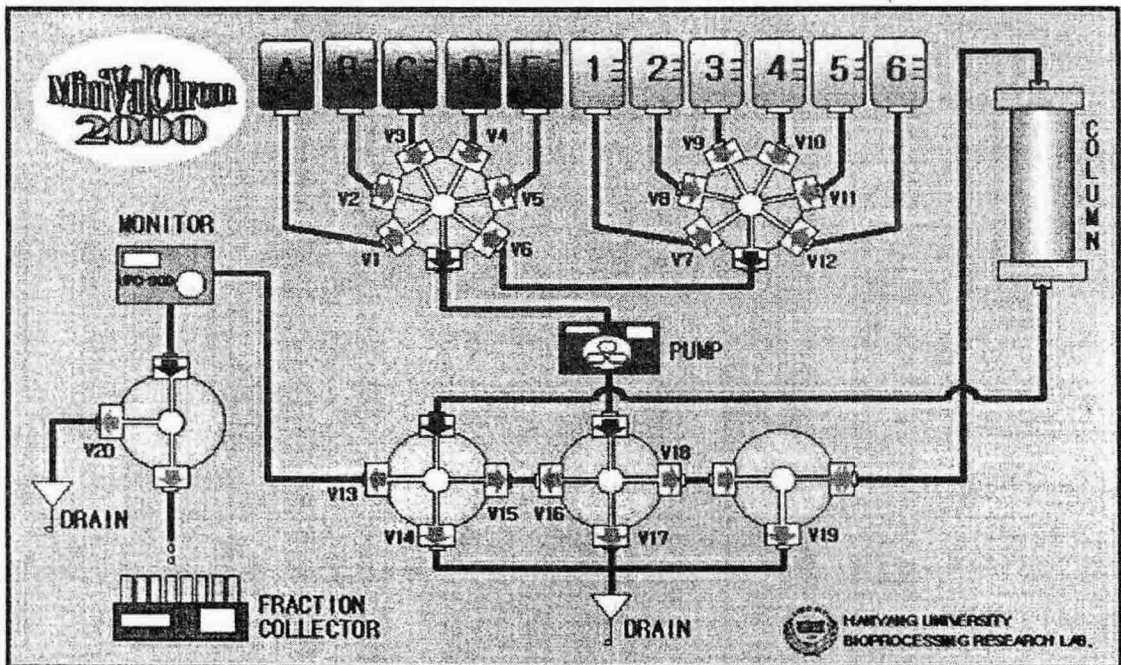 MiniValChrom
2000
A B C D E 1 2 3 4 5 6
V3 V4 V9 V10
V2 V5 V8 V11
V1 V6 V7 V12
COLUMN
MONITOR
PUMP
V20
DRAIN
V13 V15 V16 V18
V14 V17 V19
FRACTION
COLLECTOR
DRAIN
HANYANG UNIVERSITY
BIOPROCESSING RESEARCH LAB.